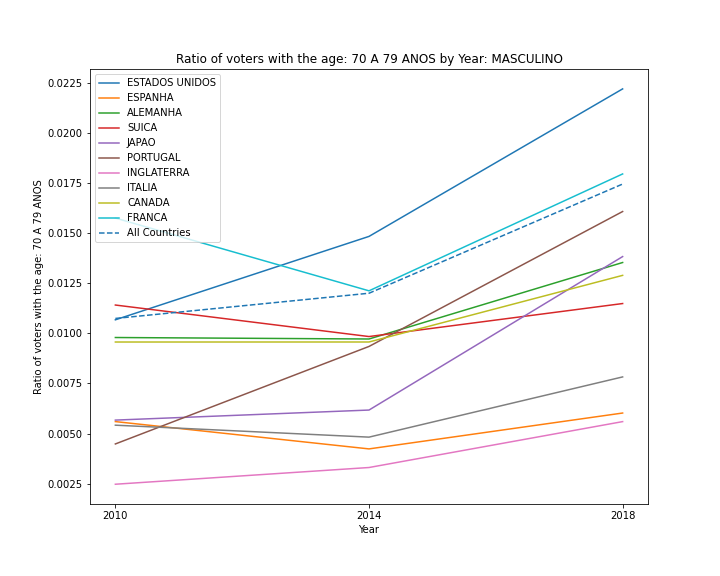 Ratio of voters with the age: 70 A 79 ANOS by Year: MASCULINO
ESTADOS UNIDOS
ESPANHA
ALEMANHA
SUICA
JAPAO
PORTUGAL
INGLATERRA
ITALIA
CANADA
FRANCA
All Countries
Ratio of voters with the age: 70 A 79 ANOS
0.0225
0.0200
0.0175
0.0150
0.0125
0.0100
0.0075
0.0050
0.0025
2010 2014 2018
Year